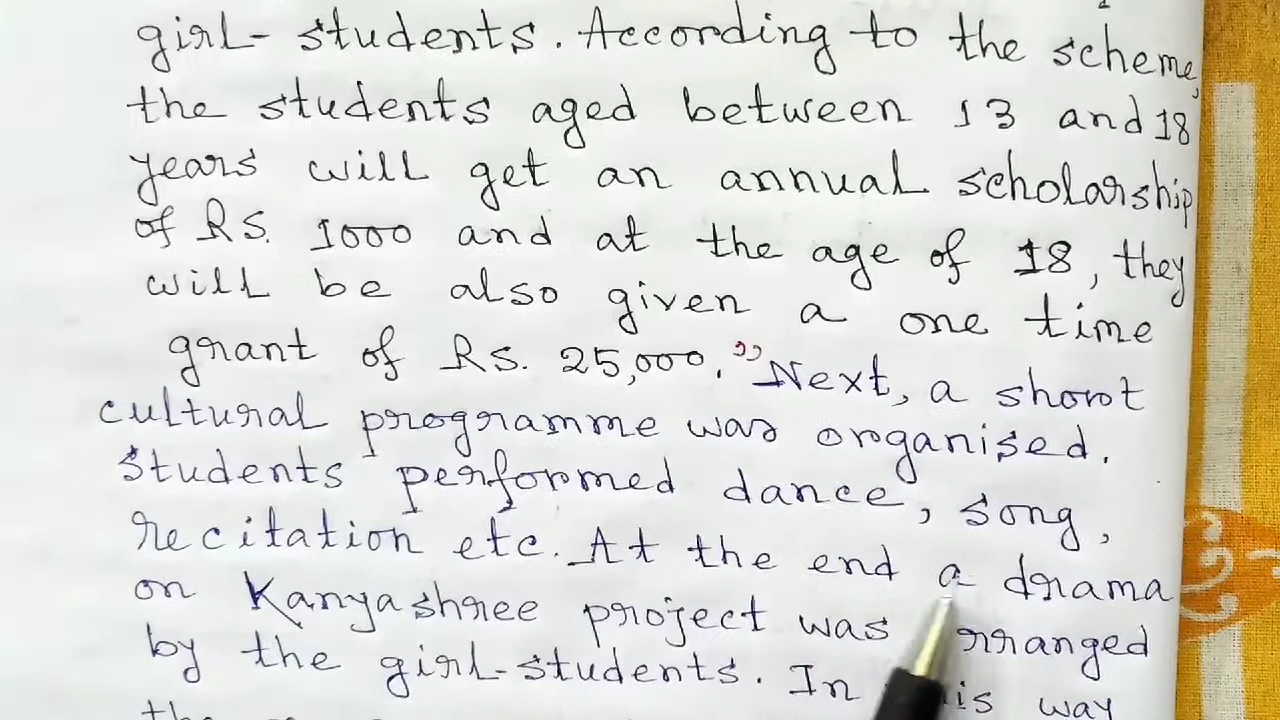 girl-students. According to the scheme,
the students aged between 13 and 18
years will get an annual scholarship
of Rs. 1000 and at the age of 18, they
will be also given a one time
grant of Rs. 25,000." Next, a short
cultural programme was organised.
Students performed dance, song,
recitation etc. At the end a drama
on Kanyashree project was rranged
by the girl-students. In is way